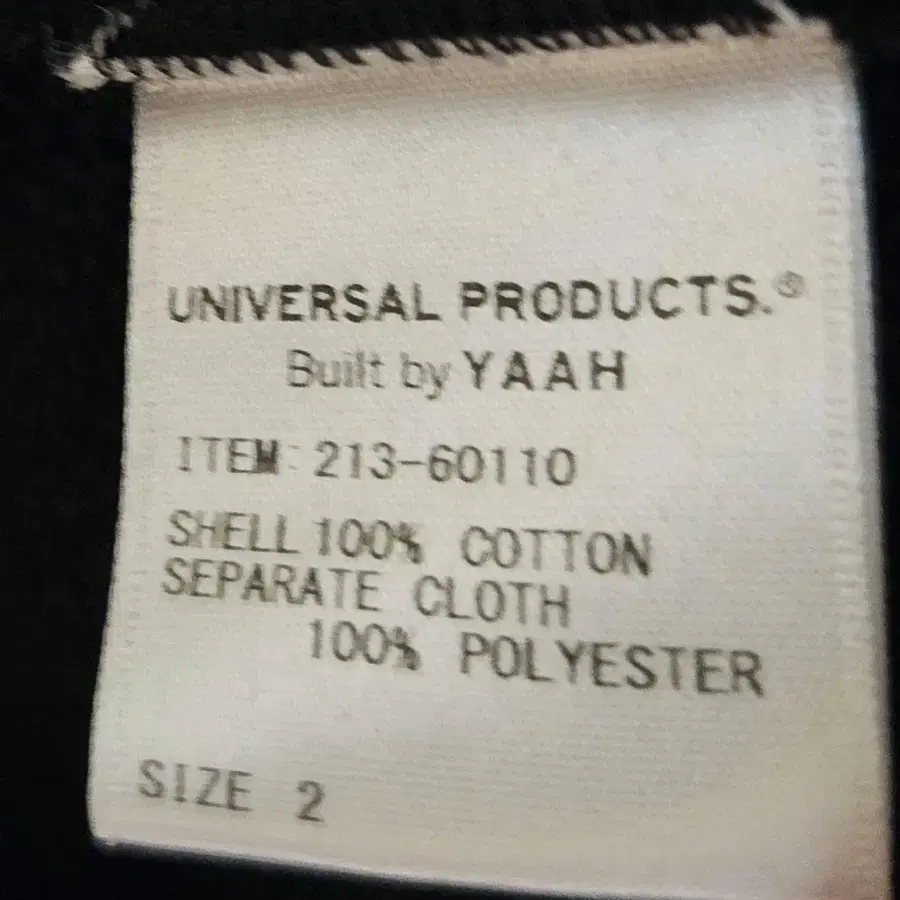 UNIVERSAL PRODUCTS.®
Built by YAAH
ITEM: 213-60110
SHELL 100% COTTON
SEPARATE CLOTH
100% POLYESTER
SIZE 2